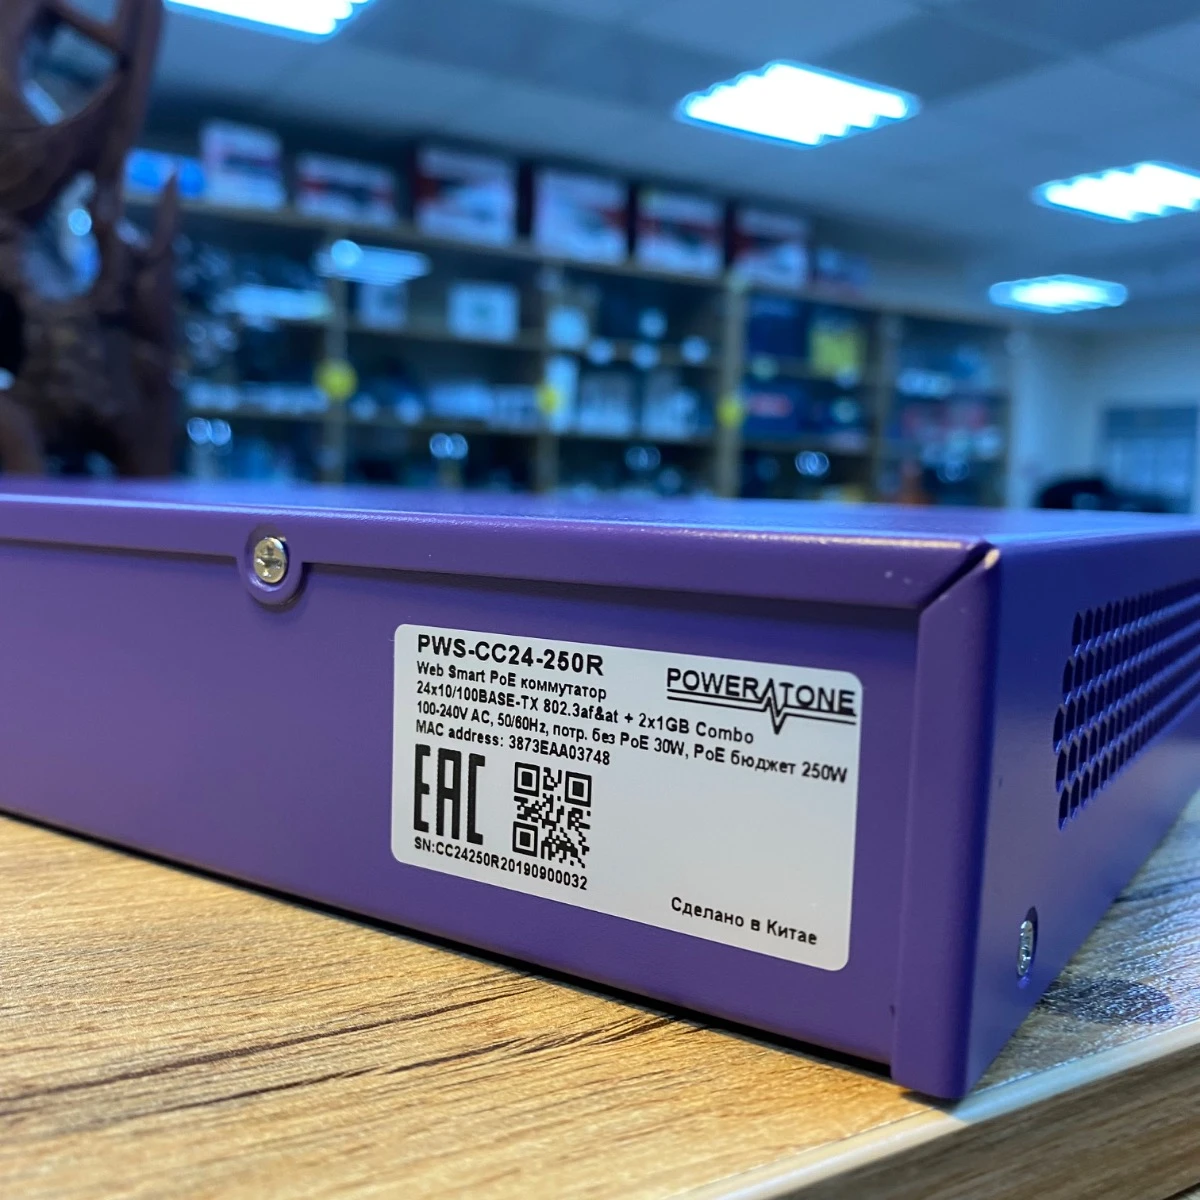 PWS-CC24-250R
POWERTONE
Web Smart PoE коммутатор
24x10/100BASE-TX 802.3af&at + 2x1GB Combo
100-240V AC, 50/60Hz, потр. без PoE 30W, PoE бюджет 250W
MAC address: 3873EAA03748
EAC
SN:CC24250R20190900032
Сделано в Китае